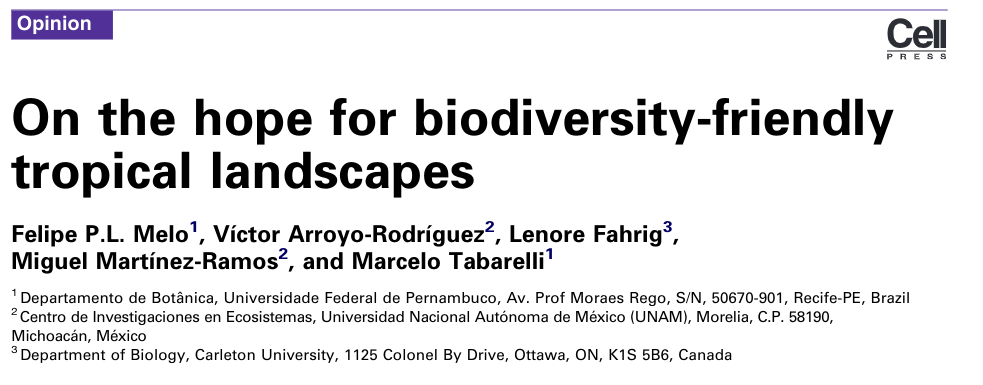 Opinion
Cell
PRESS
On the hope for biodiversity-friendly
tropical landscapes
Felipe P.L. Melo1, Víctor Arroyo-Rodríguez2, Lenore Fahrig3,
Miguel Martínez-Ramos2, and Marcelo Tabarelli1
1 Departamento de Botânica, Universidade Federal de Pernambuco, Av. Prof Moraes Rego, S/N, 50670-901, Recife-PE, Brazil
2 Centro de Investigaciones en Ecosistemas, Universidad Nacional Autónoma de México (UNAM), Morelia, C.P. 58190,
Michoacán, México
3 Department of Biology, Carleton University, 1125 Colonel By Drive, Ottawa, ON, K1S 5B6, Canada